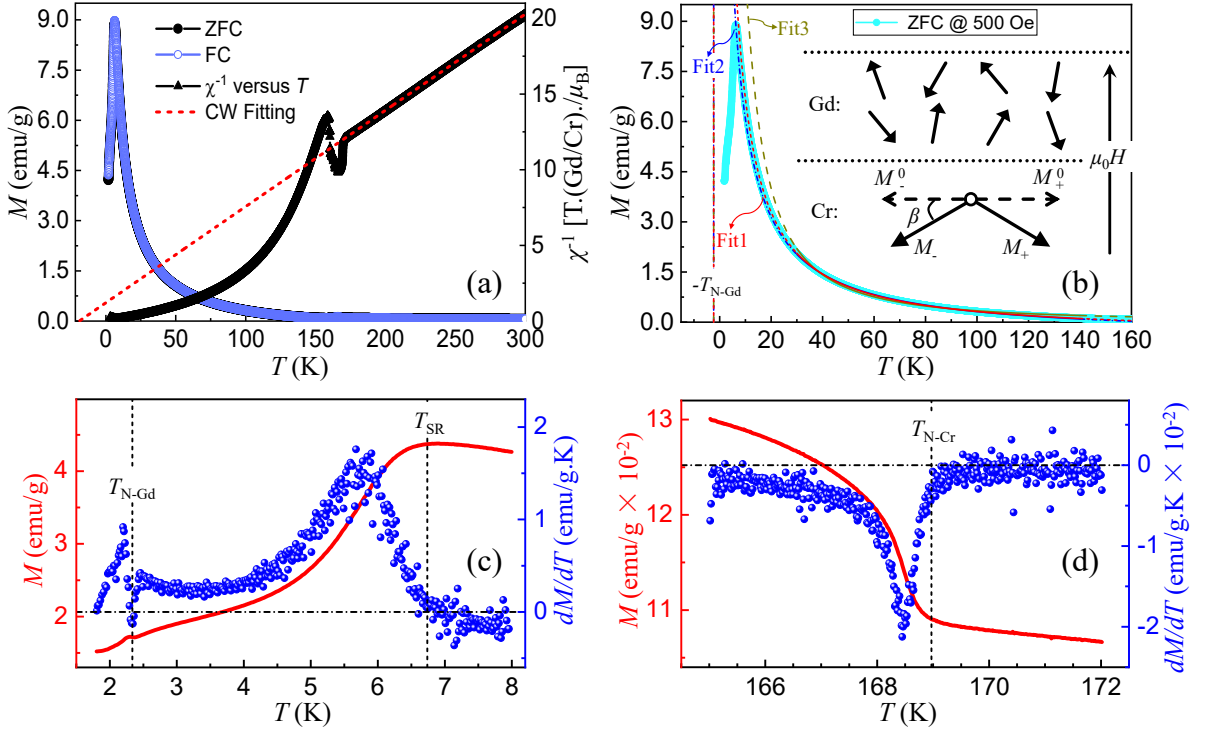 9.0
7.5
6.0
4.5
3.0
1.5
0.0
M (emu/g)
ZFC
FC
χ⁻¹ versus T
CW Fitting
(a)
20
15
10
5
0
χ⁻¹ [T.(Gd/Cr)./μB]
0 50 100 150 200 250 300
T (K)
9.0
7.5
6.0
4.5
3.0
1.5
0.0
M (emu/g)
ZFC @ 500 Oe
Fit3
Fit2
Fit1
Gd:
Cr:
M₋⁰
M₊⁰
μ₀H
β
M₋
M₊
-TN-Gd
(b)
0 20 40 60 80 100 120 140 160
T (K)
4
3
2
1
M (emu/g)
TN-Gd
TSR
(c)
2
1
0
dM/dT (emu/g.K)
2 3 4 5 6 7 8
T (K)
13
12
11
M (emu/g × 10⁻²)
TN-Cr
(d)
0
-1
-2
dM/dT (emu/g.K × 10⁻²)
166 168 170 172
T (K)